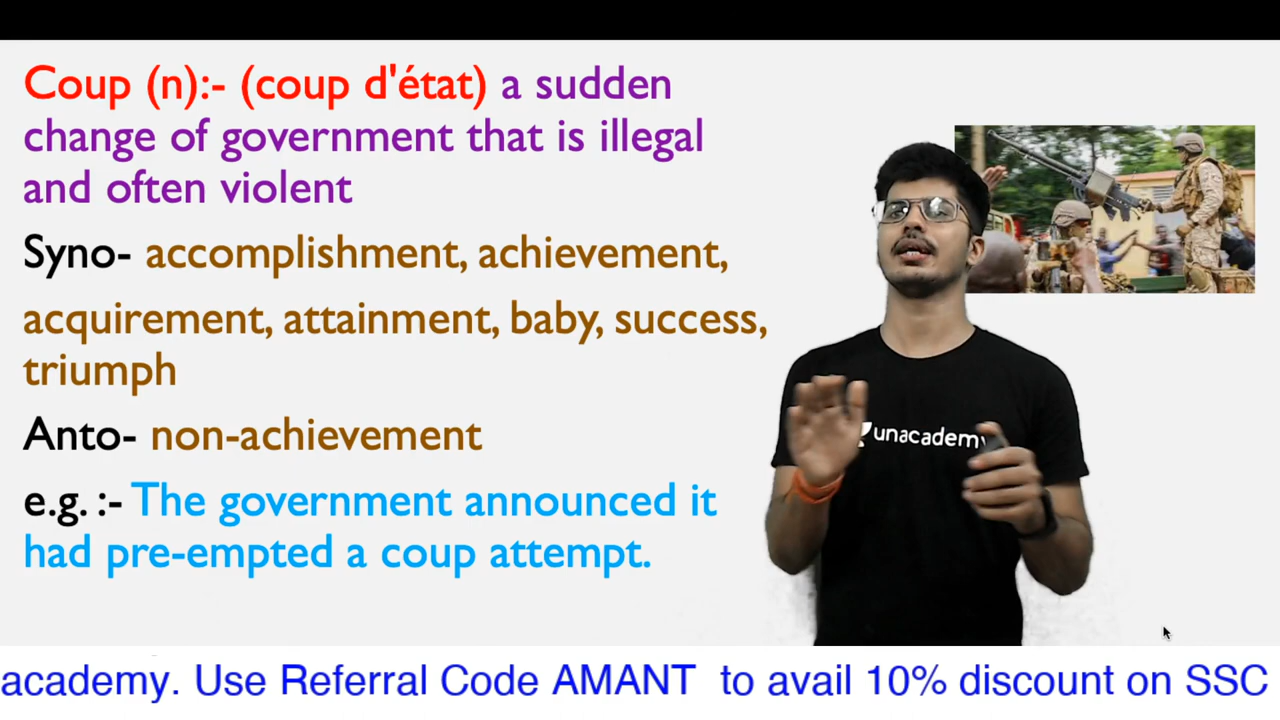 Coup (n):- (coup d'état) a sudden
change of government that is illegal
and often violent
Syno- accomplishment, achievement,
acquirement, attainment, baby, success,
triumph
Anto- non-achievement
e.g. :- The government announced it
had pre-empted a coup attempt.
unacademy
academy. Use Referral Code AMANT to avail 10% discount on SSC